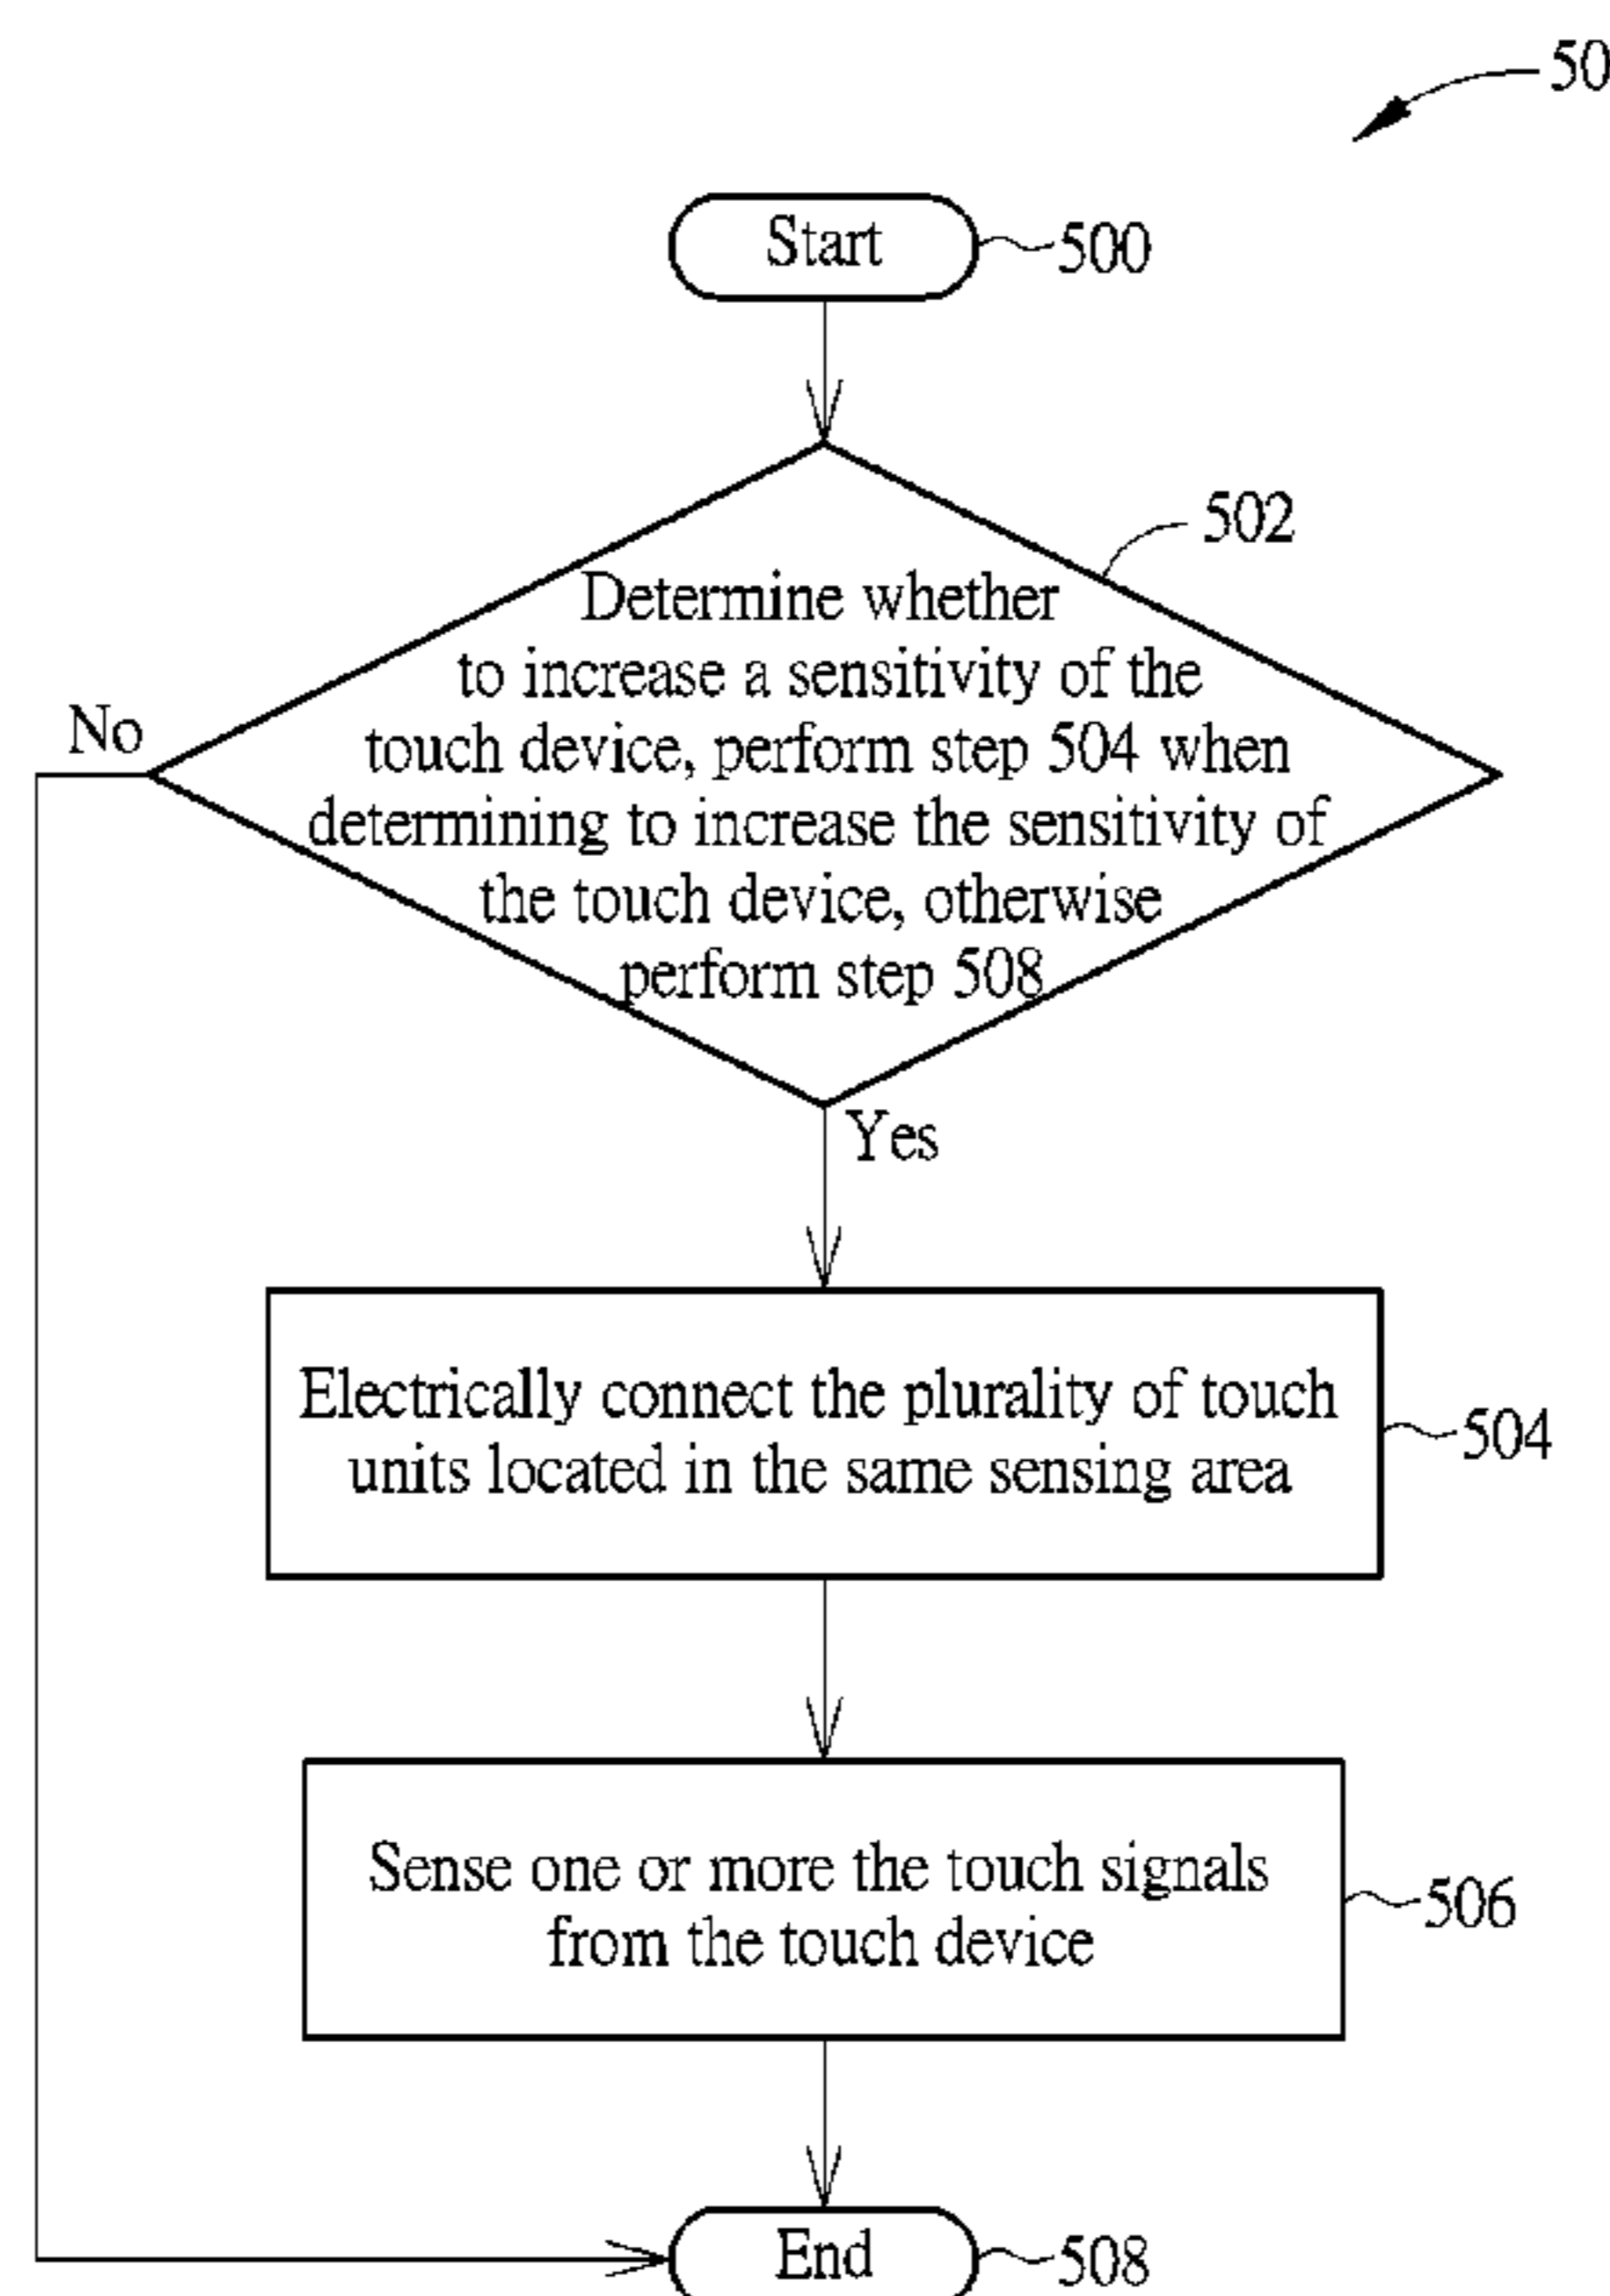 50
Start
500
502
Determine whether
to increase a sensitivity of the
touch device, perform step 504 when
determining to increase the sensitivity of
the touch device, otherwise
perform step 508
No
Yes
Electrically connect the plurality of touch
units located in the same sensing area
504
Sense one or more the touch signals
from the touch device
506
End
508